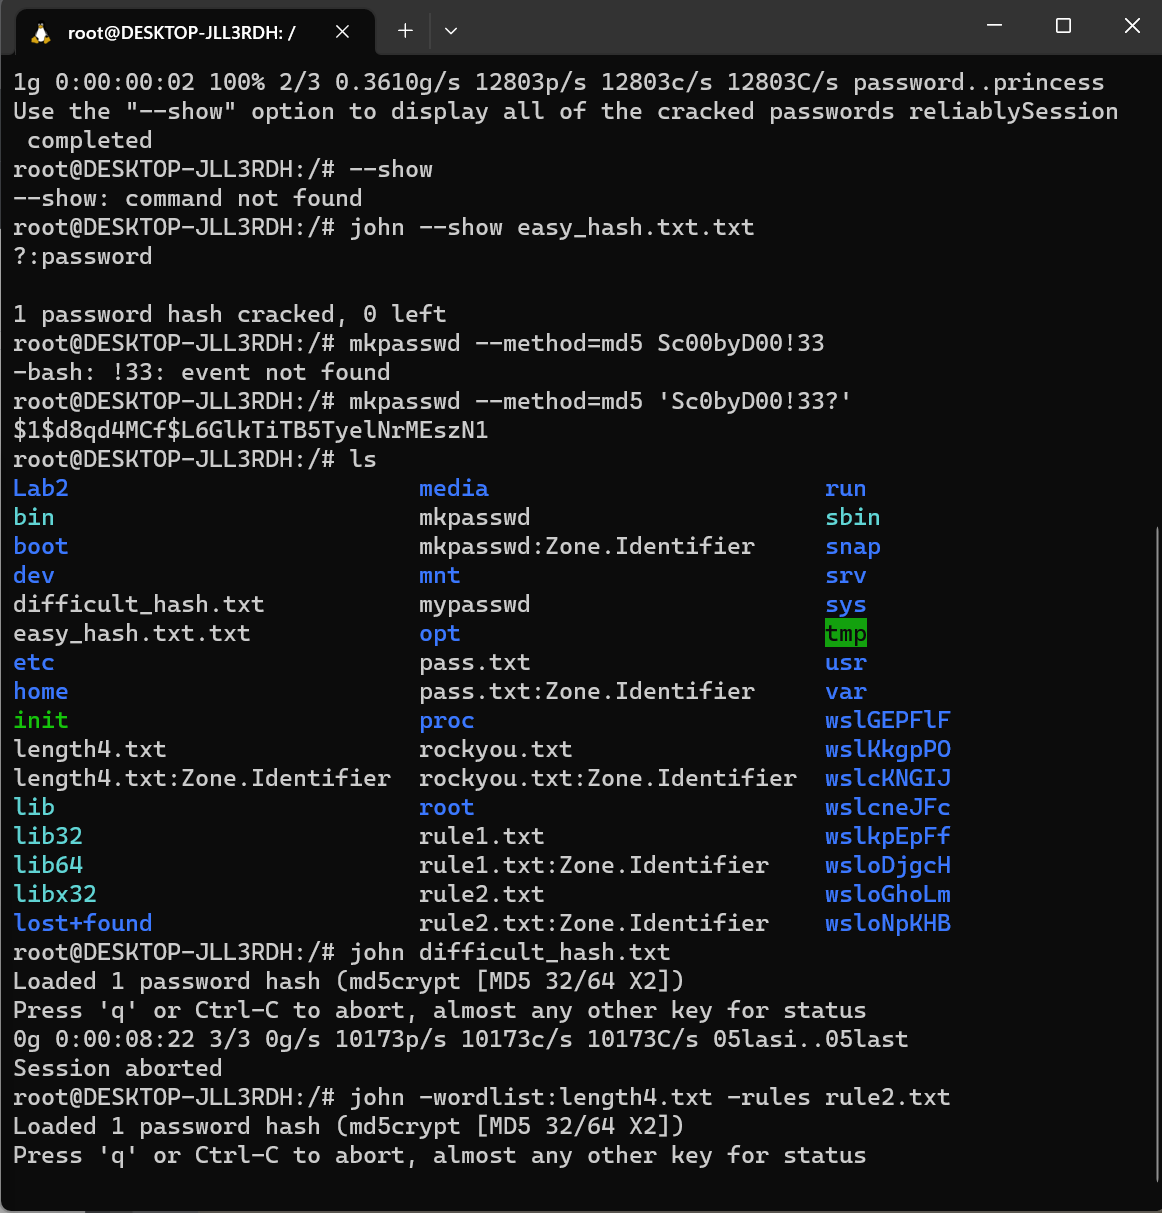 root@DESKTOP-JLL3RDH: /
1g 0:00:00:02 100% 2/3 0.3610g/s 12803p/s 12803c/s 12803C/s password..princess
Use the "--show" option to display all of the cracked passwords reliablySession
 completed
root@DESKTOP-JLL3RDH:/# --show
--show: command not found
root@DESKTOP-JLL3RDH:/# john --show easy_hash.txt.txt
?:password
1 password hash cracked, 0 left
root@DESKTOP-JLL3RDH:/# mkpasswd --method=md5 Sc00byD00!33
-bash: !33: event not found
root@DESKTOP-JLL3RDH:/# mkpasswd --method=md5 'Sc0byD00!33?'
$1$d8qd4MCf$L6GlkTiTB5TyelNrMEszN1
root@DESKTOP-JLL3RDH:/# ls
Lab2 media run
bin mkpasswd sbin
boot mkpasswd:Zone.Identifier snap
dev mnt srv
difficult_hash.txt mypasswd sys
easy_hash.txt.txt opt tmp
etc pass.txt usr
home pass.txt:Zone.Identifier var
init proc wslGEPFlF
length4.txt rockyou.txt wslKkgpPO
length4.txt:Zone.Identifier rockyou.txt:Zone.Identifier wslcKNGIJ
lib root wslcneJFc
lib32 rule1.txt wslkpEpFf
lib64 rule1.txt:Zone.Identifier wsloDjgcH
libx32 rule2.txt wsloGhoLm
lost+found rule2.txt:Zone.Identifier wsloNpKHB
root@DESKTOP-JLL3RDH:/# john difficult_hash.txt
Loaded 1 password hash (md5crypt [MD5 32/64 X2])
Press 'q' or Ctrl-C to abort, almost any other key for status
0g 0:00:08:22 3/3 0g/s 10173p/s 10173c/s 10173C/s 05lasi..05last
Session aborted
root@DESKTOP-JLL3RDH:/# john -wordlist:length4.txt -rules rule2.txt
Loaded 1 password hash (md5crypt [MD5 32/64 X2])
Press 'q' or Ctrl-C to abort, almost any other key for status